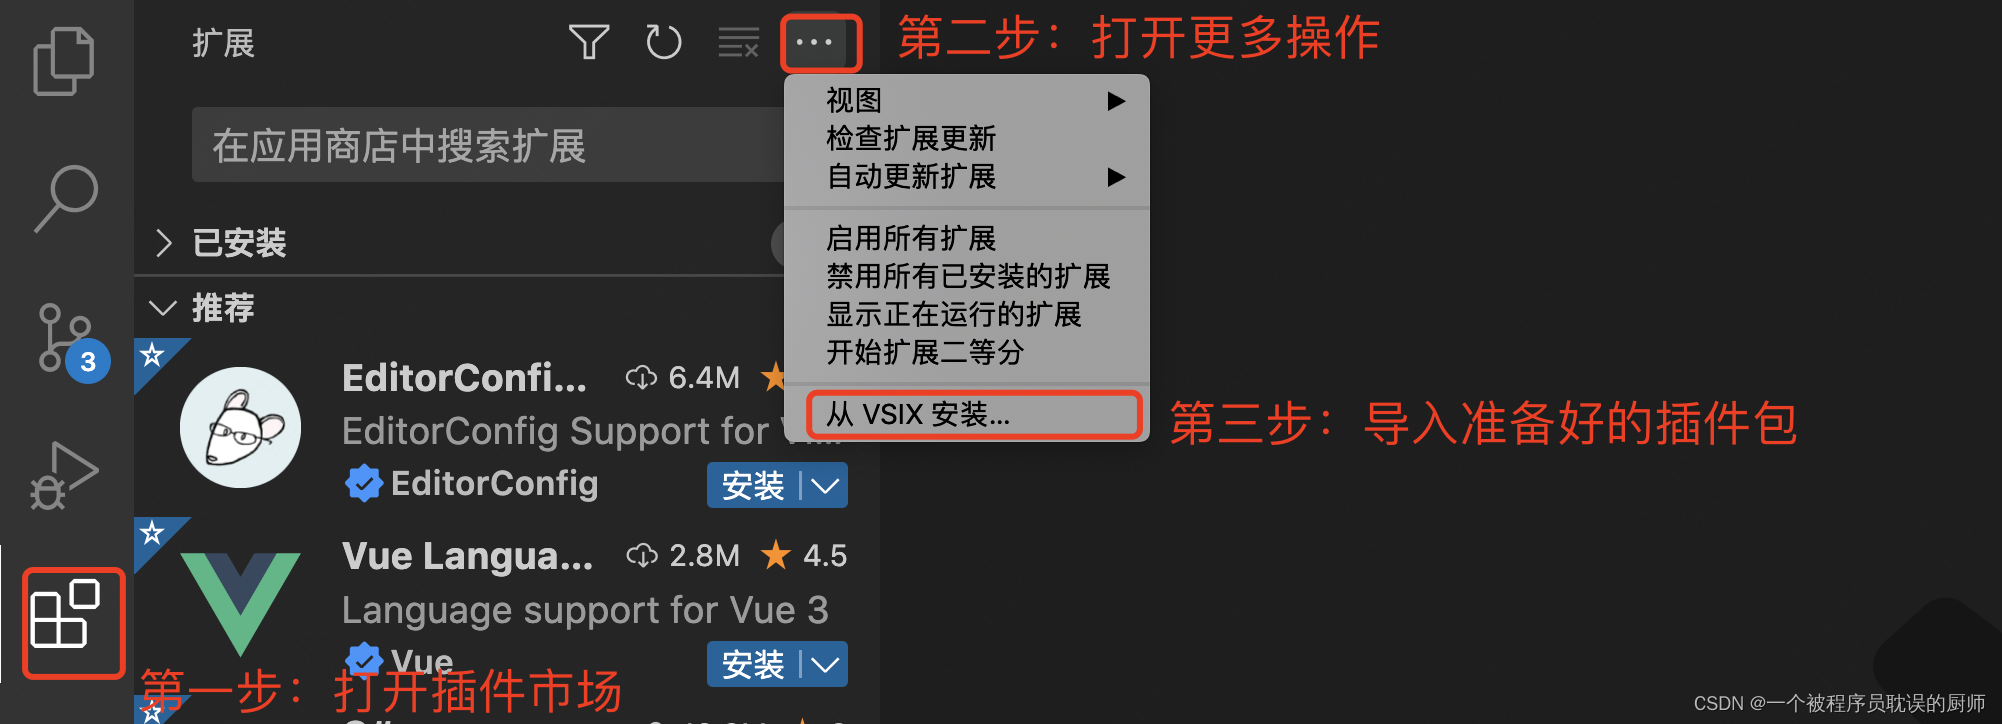 扩展
第二步：打开更多操作
在应用商店中搜索扩展
视图
检查扩展更新
自动更新扩展
启用所有扩展
禁用所有已安装的扩展
显示正在运行的扩展
开始扩展二等分
从 VSIX 安装...
第三步：导入准备好的插件包
已安装
推荐
3
EditorConfi... 6.4M
EditorConfig Support for
EditorConfig 安装
Vue Langua... 2.8M 4.5
Language support for Vue 3
Vue 安装
第一步：打开插件市场
CSDN @一个被程序员耽误的厨师